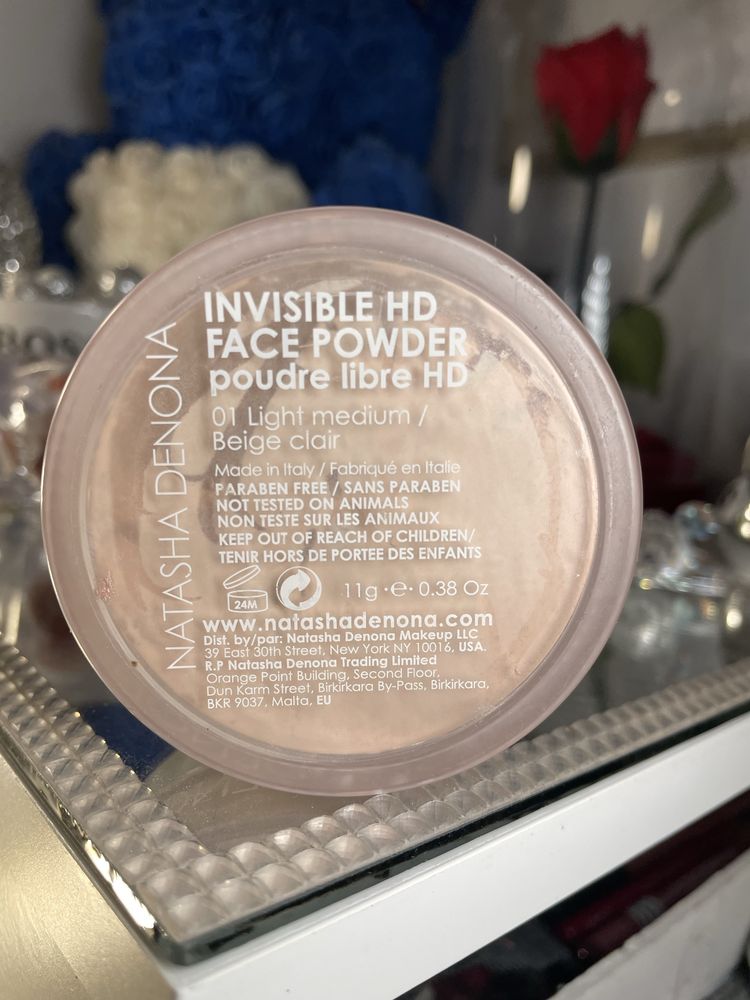 NATASHA DENONA
INVISIBLE HD
FACE POWDER
poudre libre HD
01 Light medium /
Beige clair
Made in Italy / Fabriqué en Italie
PARABEN FREE / SANS PARABEN
NOT TESTED ON ANIMALS
NON TESTE SUR LES ANIMAUX
KEEP OUT OF REACH OF CHILDREN/
TENIR HORS DE PORTEE DES ENFANTS
24M
11g ·e· 0.38 Oz
www.natashadenona.com
Dist. by/par: Natasha Denona Makeup LLC
39 East 30th Street, New York NY 10016, USA.
R.P Natasha Denona Trading Limited
Orange Point Building, Second Floor,
Dun Karm Street, Birkirkara By-Pass, Birkirkara,
BKR 9037, Malta, EU